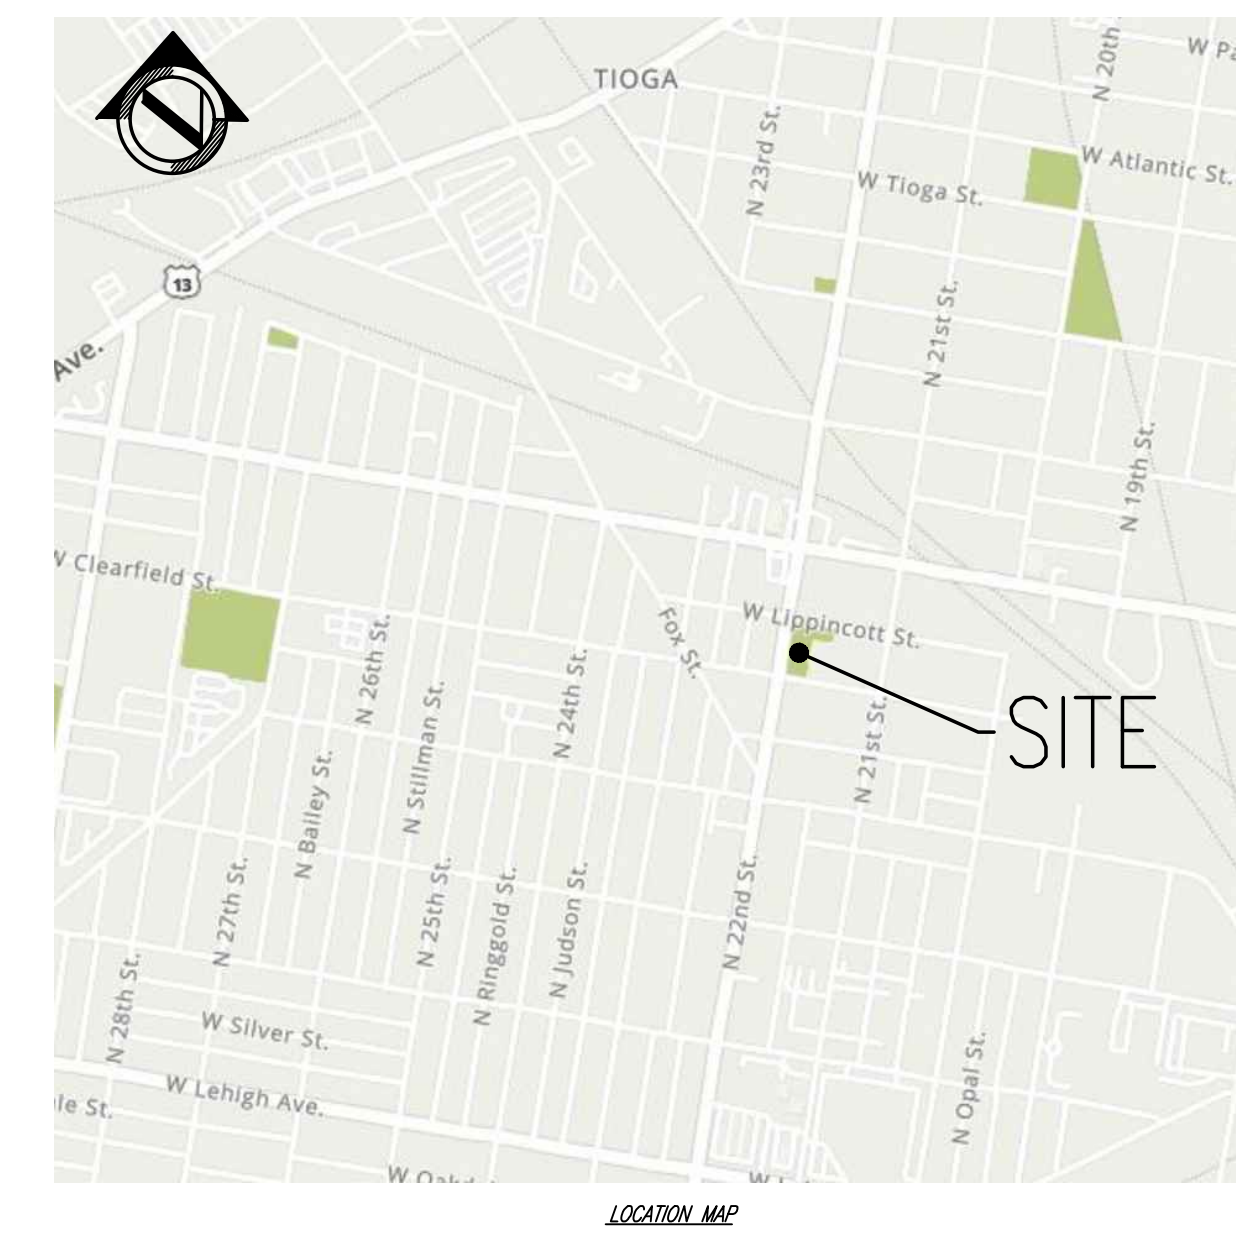 TIOGA
N 20th
W Pa
N 23rd St.
W Atlantic St.
W Tioga St.
13
N 21st St.
Ave.
N 19th St.
W Clearfield St.
Fox St.
W Lippincott St.
N 26th St.
N 24th St.
SITE
N Stillman St.
N 21st St.
N Bailey St.
N 27th St.
N 25th St.
N Ringgold St.
N Judson St.
N 22nd St.
N 28th St.
W Silver St.
N Opal St.
W Lehigh Ave.
le St.
LOCATION MAP